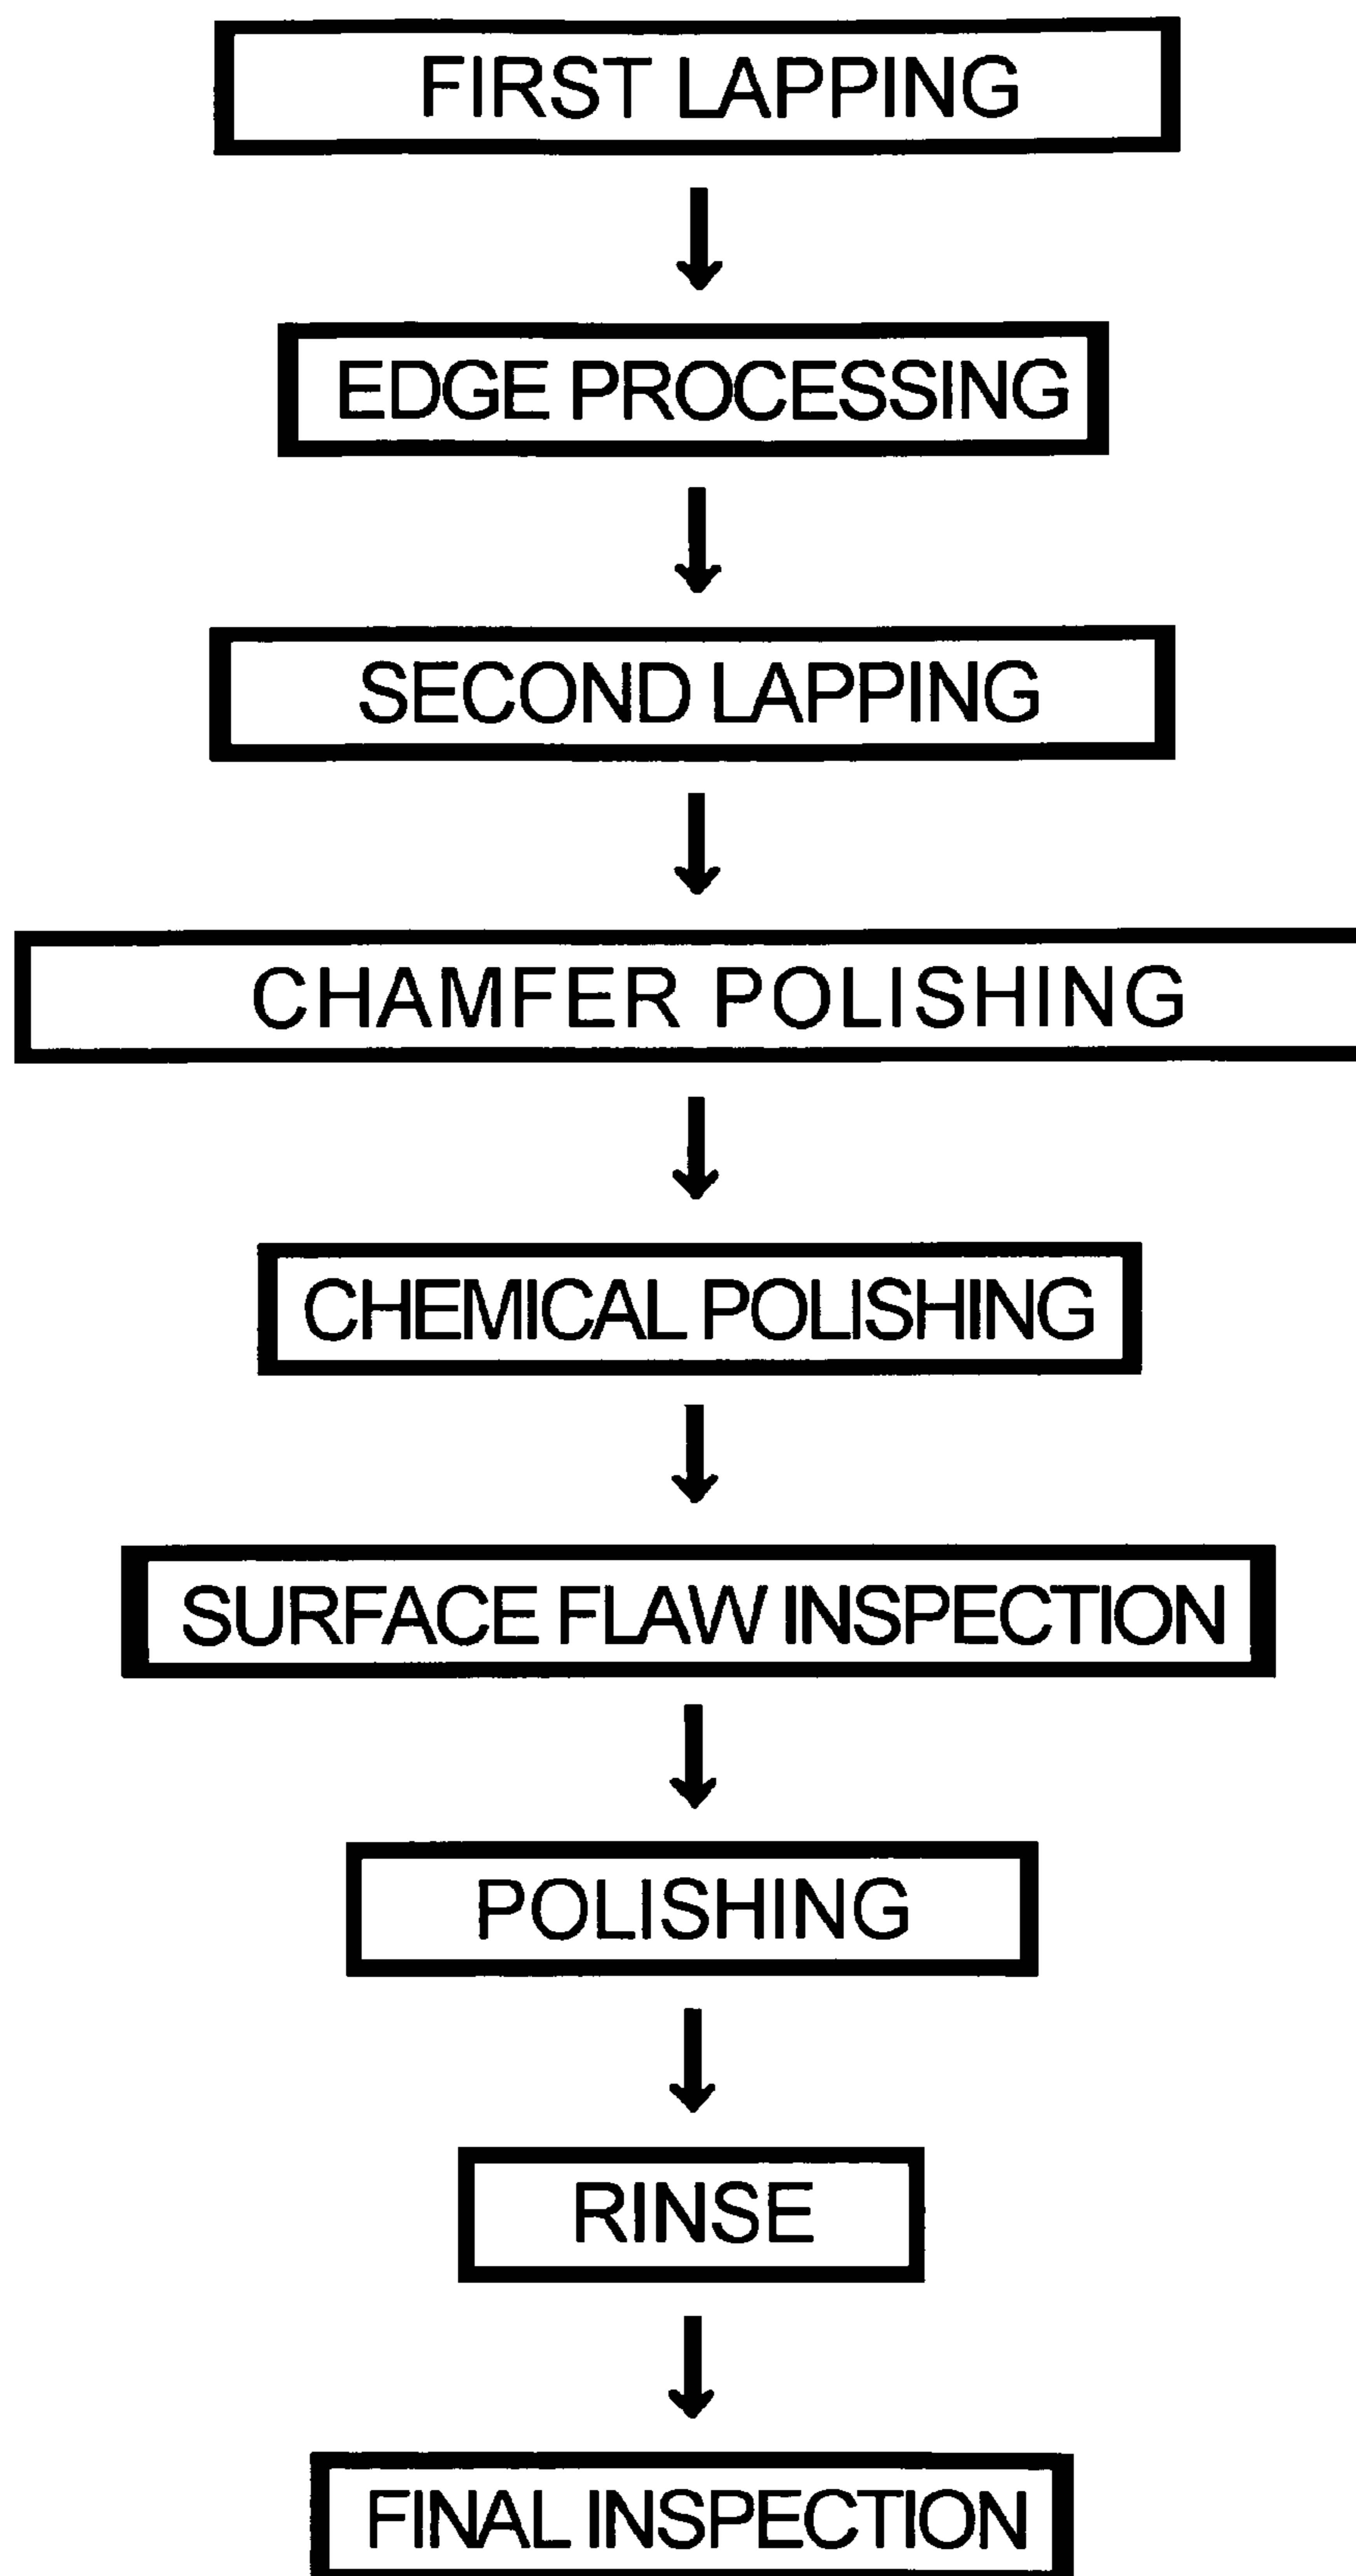 FIRST LAPPING
EDGE PROCESSING
SECOND LAPPING
CHAMFER POLISHING
CHEMICAL POLISHING
SURFACE FLAW INSPECTION
POLISHING
RINSE
FINAL INSPECTION